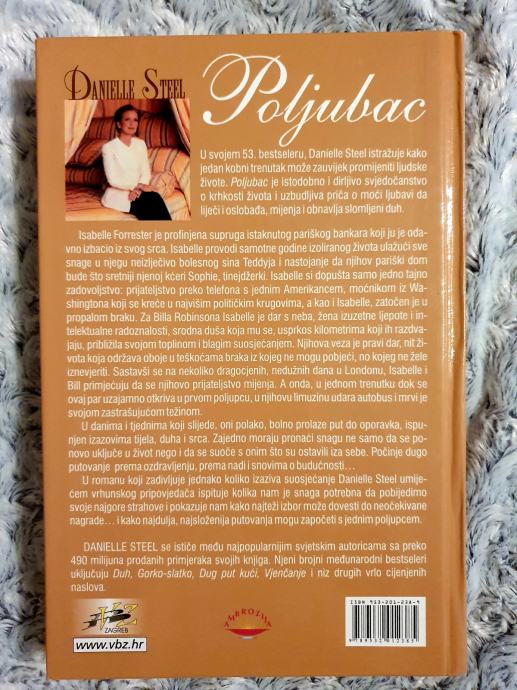 DANIELLE STEEL
Poljubac
U svojem 53. bestseleru, Danielle Steel istražuje kako
jedan kobni trenutak može zauvijek promijeniti ljudske
živote. Poljubac je istodobno i dirljivo svjedočanstvo
o krhkosti života i uzbudljiva priča o moći ljubavi da
liječi i oslobađa, mijenja i obnavlja slomljeni duh.
Isabelle Forrester je profinjena supruga istaknutog pariškog bankara koji ju je oda-
vno izbacio iz svog srca. Isabelle provodi samotne godine izoliranog života ulažući sve
snage u njegu neizlječivo bolesnog sina Teddyja i nastojanje da njihov pariški dom
bude što sretniji njenoj kćeri Sophie, tinejdžerki. Isabelle si dopušta samo jedno tajno
zadovoljstvo: prijateljstvo preko telefona s jednim Amerikancem, moćnikom iz Wa-
shingtona koji se kreće u najvišim političkim krugovima, a kao i Isabelle, zatočen je u
propalom braku. Za Billa Robinsona Isabelle je dar s neba, žena izuzetne ljepote i in-
telektualne radoznalosti, srodna duša koja mu se, usprkos kilometrima koji ih razdva-
jaju, približila svojom toplinom i blagim suosjećanjem. Njihova veza je pravi dar, nit ži-
vota koja održava oboje u teškoćama braka iz kojeg ne mogu pobjeći, no kojeg ne žele
iznevjeriti. Sastavši se na nekoliko dragocjenih, nedužnih dana u Londonu, Isabelle i
Bill primjećuju da se njihovo prijateljstvo mijenja. A onda, u jednom trenutku dok se
ovaj par uzajamno otkriva u prvom poljupcu, u njihovu limuzinu udara autobus i mrvi je
svojom zastrašujućom težinom.
U danima i tjednima koji slijede, oni polako, bolno prolaze put do oporavka, ispu-
njen izazovima tijela, duha i srca. Zajedno moraju pronaći snagu ne samo da se po-
novo uključe u život nego i da se suoče s onim što su ostavili iza sebe. Počinje dugo
putovanje prema ozdravljenju, prema nadi i snovima o budućnosti...
U romanu koji zadivljuje jednako koliko izaziva suosjećanje Danielle Steel umije-
ćem vrhunskog pripovjedača ispituje kolika nam je snaga potrebna da pobijedimo
svoje najgore strahove i pokazuje nam kako najteži izbor može dovesti do neočekivane
nagrade... i kako najdulja, najsloženija putovanja mogu započeti s jednim poljupcem.
DANIELLE STEEL se ističe među najpopularnijim svjetskim autoricama sa preko
490 milijuna prodanih primjeraka svojih knjiga. Njeni brojni međunarodni bestseleri
uključuju Duh, Gorko-slatko, Dug put kući, Vjenčanje i niz drugih vrlo cijenjenih
naslova.
ISBN 953-201-238-9
VBZ
ZAGREB
www.vbz.hr
AMBROZIJA
9 789532 012385